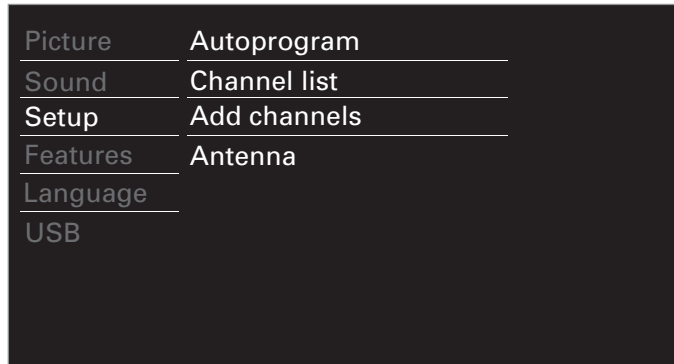 Picture
Sound
Setup
Features
Language
USB
Autoprogram
Channel list
Add channels
Antenna